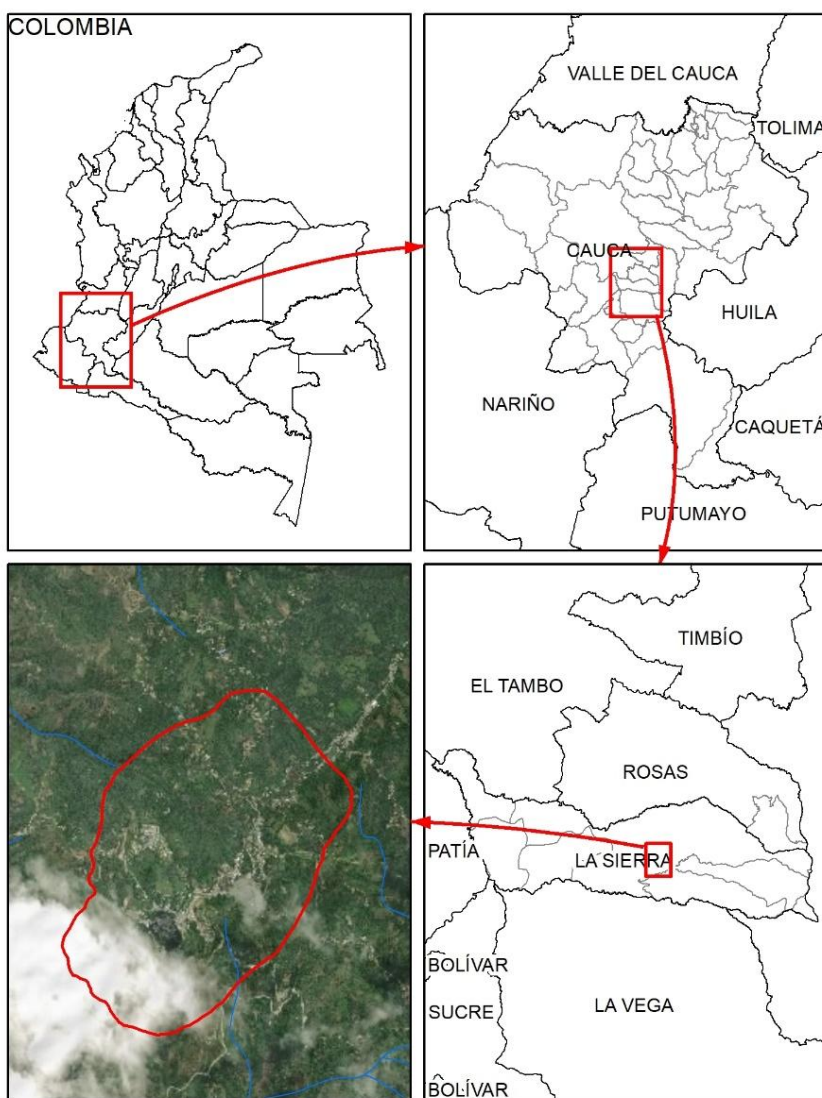 COLOMBIA
VALLE DEL CAUCA
TOLIMA
CAUCA
HUILA
NARIÑO
CAQUETÁ
PUTUMAYO
TIMBÍO
EL TAMBO
ROSAS
PATÍA
LA SIERRA
BOLÍVAR
SUCRE
LA VEGA
BOLÍVAR